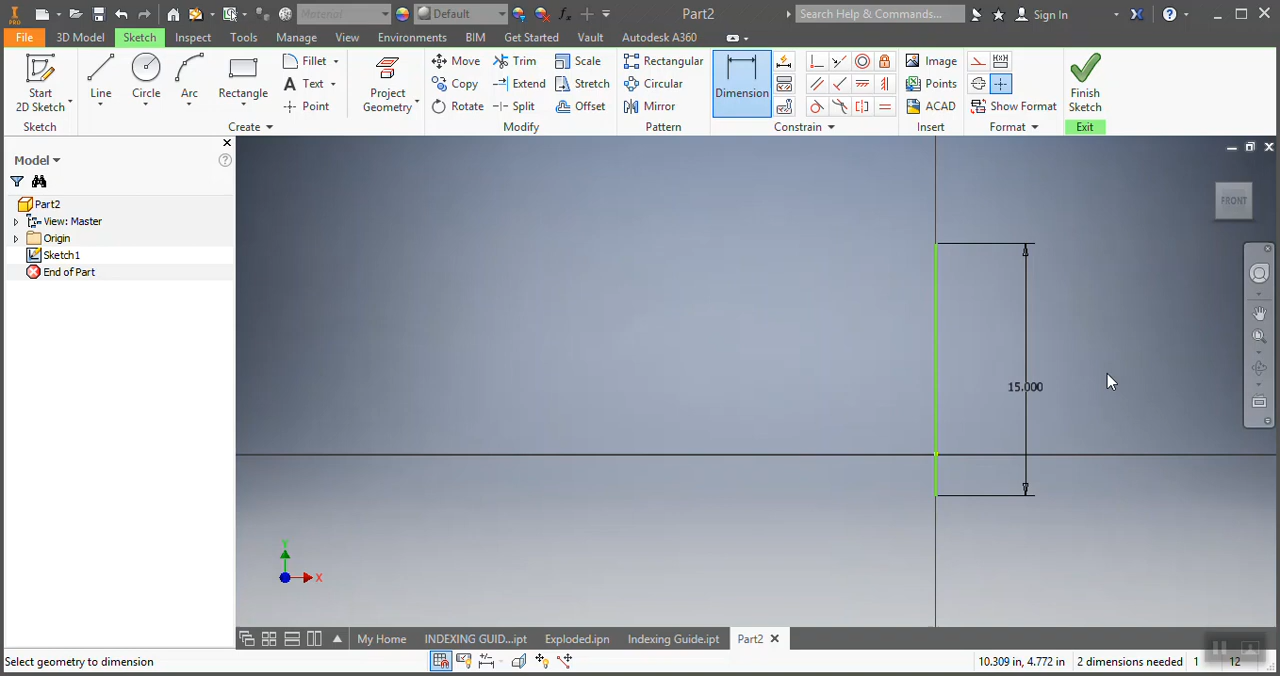 PRO
Material
Default
fx
Part2
Search Help & Commands...
Sign In
File
3D Model
Sketch
Inspect
Tools
Manage
View
Environments
BIM
Get Started
Vault
Autodesk A360
Start
2D Sketch
Sketch
Line
Circle
Arc
Rectangle
Fillet
Text
Point
Create
Project
Geometry
Move
Trim
Scale
Copy
Extend
Stretch
Rotate
Split
Offset
Modify
Rectangular
Circular
Mirror
Pattern
Dimension
Constrain
Image
Points
ACAD
Insert
Show Format
Format
Finish
Sketch
Exit
Model
Part2
View: Master
Origin
Sketch1
End of Part
FRONT
15.000
Y
X
My Home
INDEXING GUID...ipt
Exploded.ipn
Indexing Guide.ipt
Part2
Select geometry to dimension
10.309 in, 4.772 in
2 dimensions needed
1
12